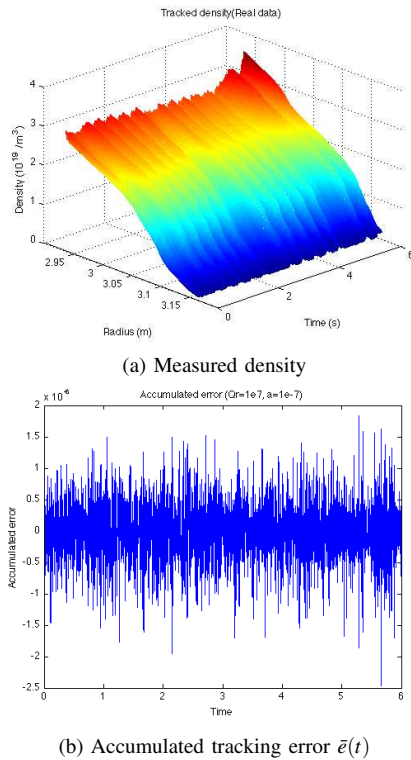 Tracked density(Real data)
4
3
2
1
0
Density (10^19 /m^3)
2.95
3
3.05
3.1
3.15
Radius (m)
0
2
4
6
Time (s)
(a) Measured density
x 10^-6
Accumulated error (Qr=1e7, a=1e-7)
2
1.5
1
0.5
0
-0.5
-1
-1.5
-2
-2.5
Accumulated error
0 1 2 3 4 5 6
Time
(b) Accumulated tracking error ē(t)